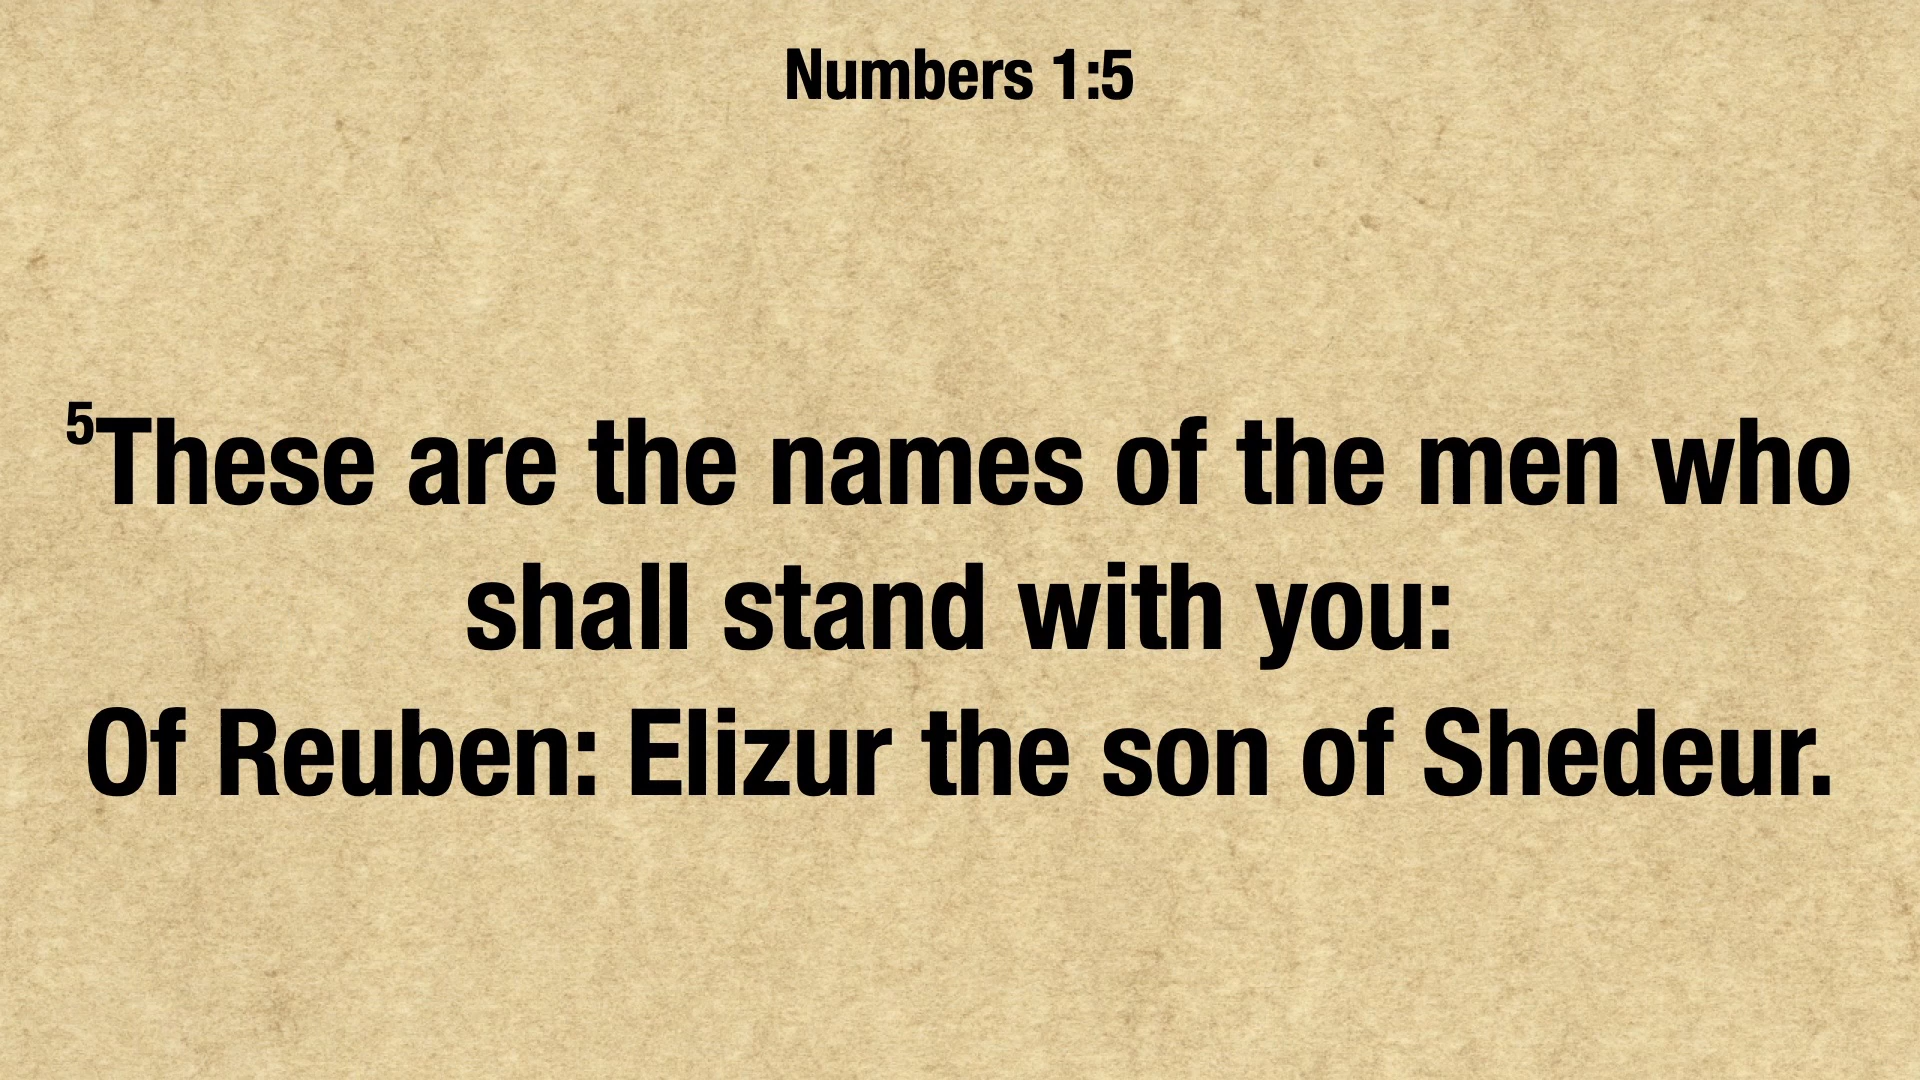 Numbers 1:5
⁵These are the names of the men who
shall stand with you:
Of Reuben: Elizur the son of Shedeur.